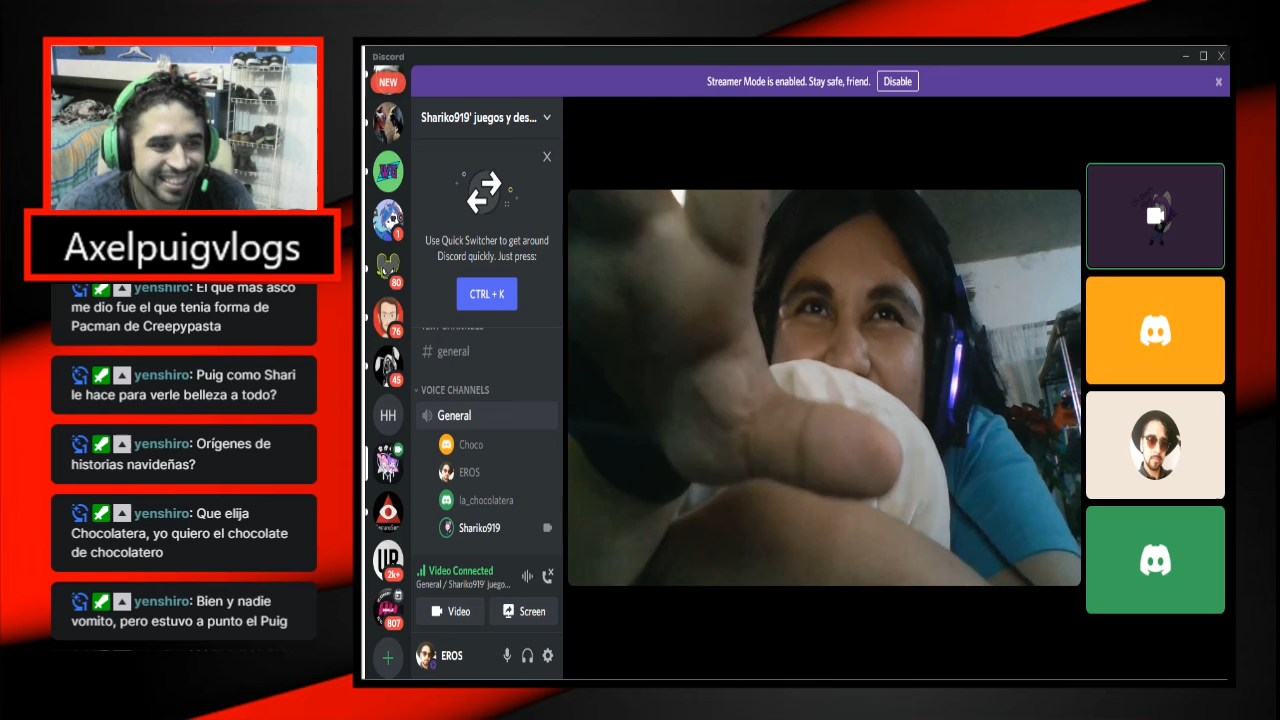 Axelpuigvlogs
yenshiro: El que mas asco
me dio fue el que tenia forma de
Pacman de Creepypasta
yenshiro: Puig como Shari
le hace para verle belleza a todo?
yenshiro: Orígenes de
historias navideñas?
yenshiro: Que elija
Chocolatera, yo quiero el chocolate
de chocolatero
yenshiro: Bien y nadie
vomito, pero estuvo a punto el Puig
Discord
NEW
1
80
76
45
HH
UR
2k+
807
Streamer Mode is enabled. Stay safe, friend.
Disable
Shariko919' juegos y des...
Use Quick Switcher to get around
Discord quickly. Just press:
CTRL + K
TEXT CHANNELS
# general
VOICE CHANNELS
General
Choco
EROS
la_chocolatera
Shariko919
Video Connected
General / Shariko919' juego...
Video
Screen
EROS